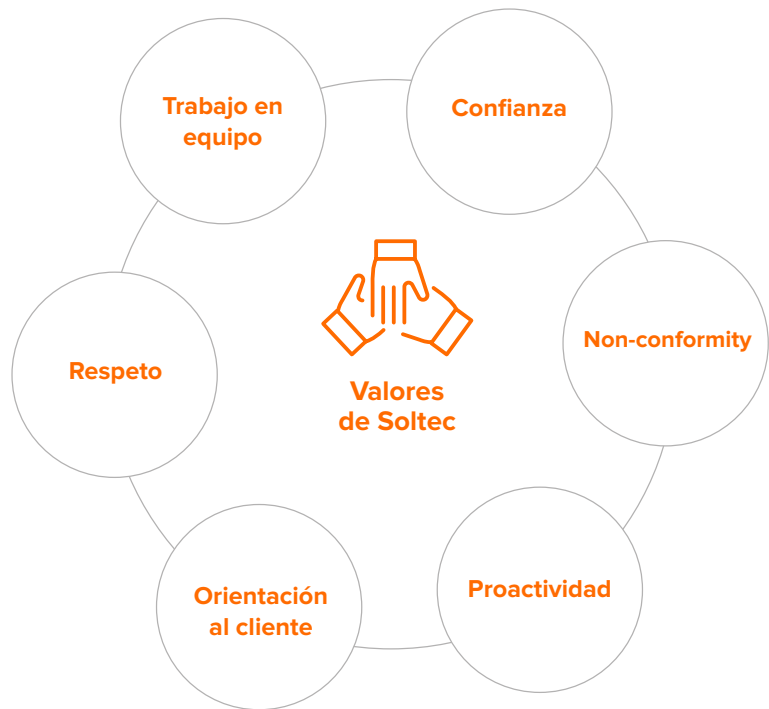 Trabajo en
equipo
Confianza
Non-conformity
Respeto
Valores
de Soltec
Orientación
al cliente
Proactividad